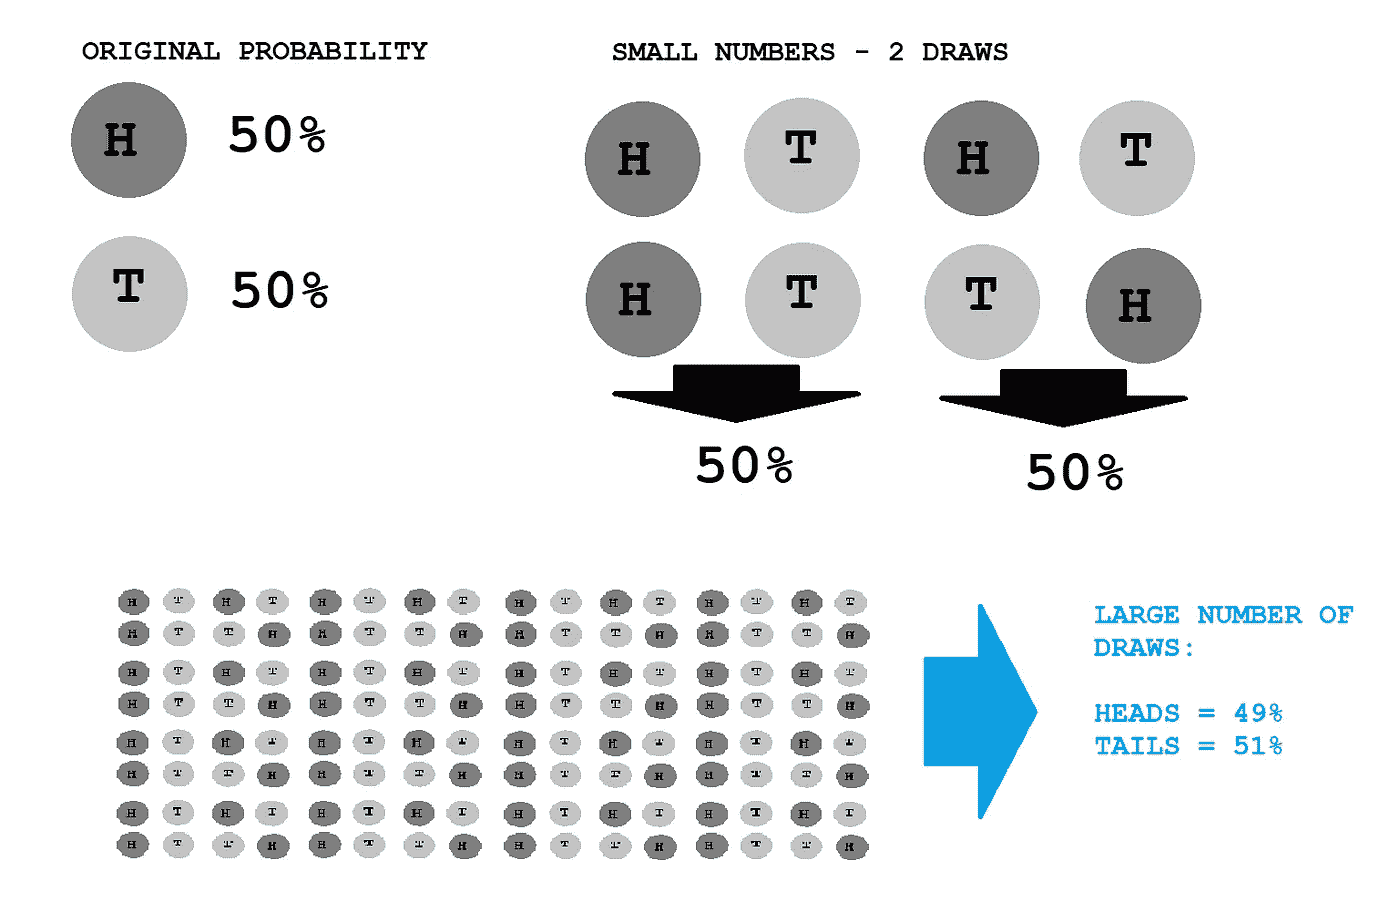 ORIGINAL PROBABILITY
H 50%
T 50%
SMALL NUMBERS - 2 DRAWS
H T H T
H T T H
50% 50%
H T H T H T H T H T H T H T H T
H T T H H T T H H T T H H T T H
H T H T H T H T H T H T H T H T
H T T H H T T H H T T H H T T H
H T H T H T H T H T H T H T H T
H T T H H T T H H T T H H T T H
H T H T H T H T H T H T H T H T
H T T H H T T H H T T H H T T H
LARGE NUMBER OF
DRAWS:
HEADS = 49%
TAILS = 51%